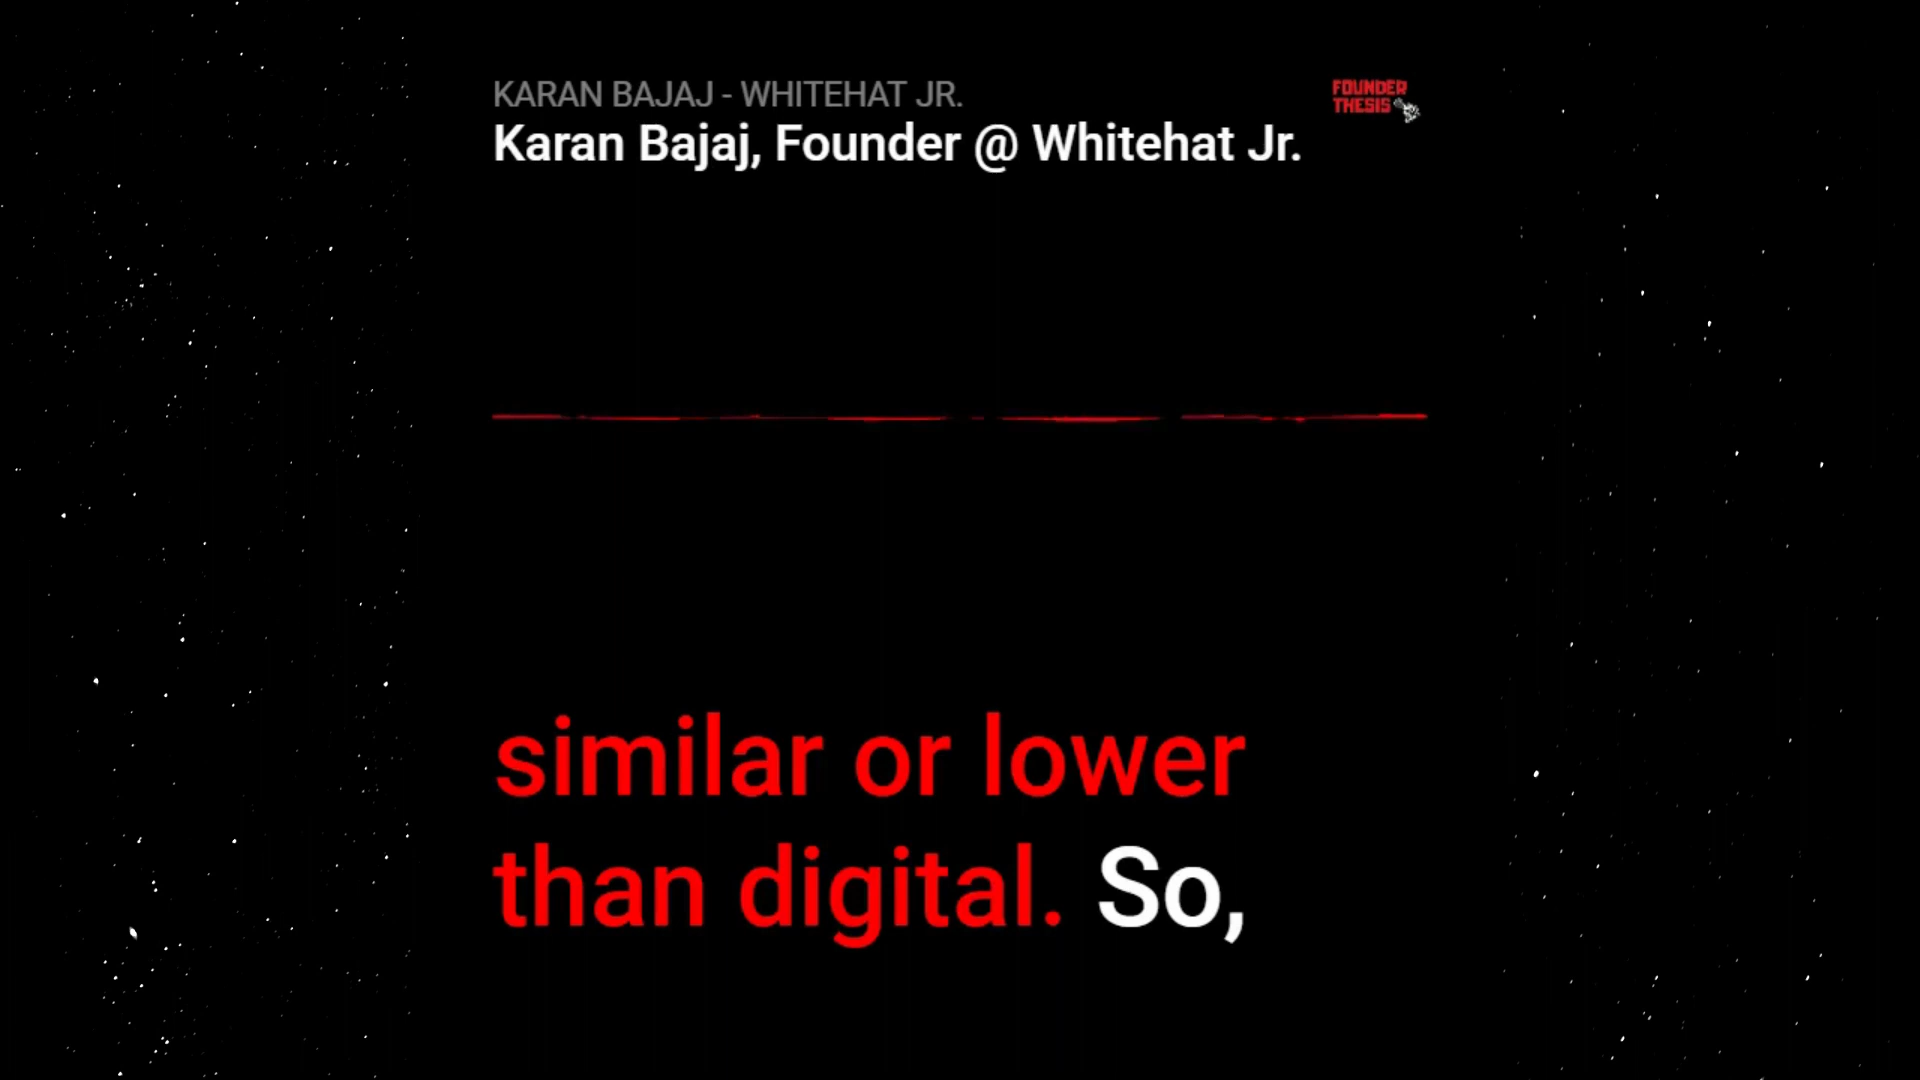 KARAN BAJAJ - WHITEHAT JR.
Karan Bajaj, Founder @ Whitehat Jr.
FOUNDER
THESIS
similar or lower
than digital. So,